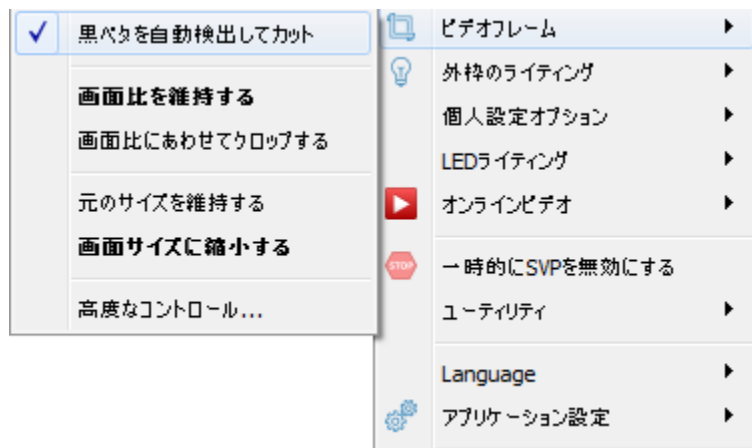 黒ベタを自動検出してカット
画面比を維持する
画面比にあわせてクロップする
元のサイズを維持する
画面サイズに縮小する
高度なコントロール...
ビデオフレーム
外枠のライティング
個人設定オプション
LEDライティング
オンラインビデオ
STOP
一時的にSVPを無効にする
ユーティリティ
Language
アプリケーション設定